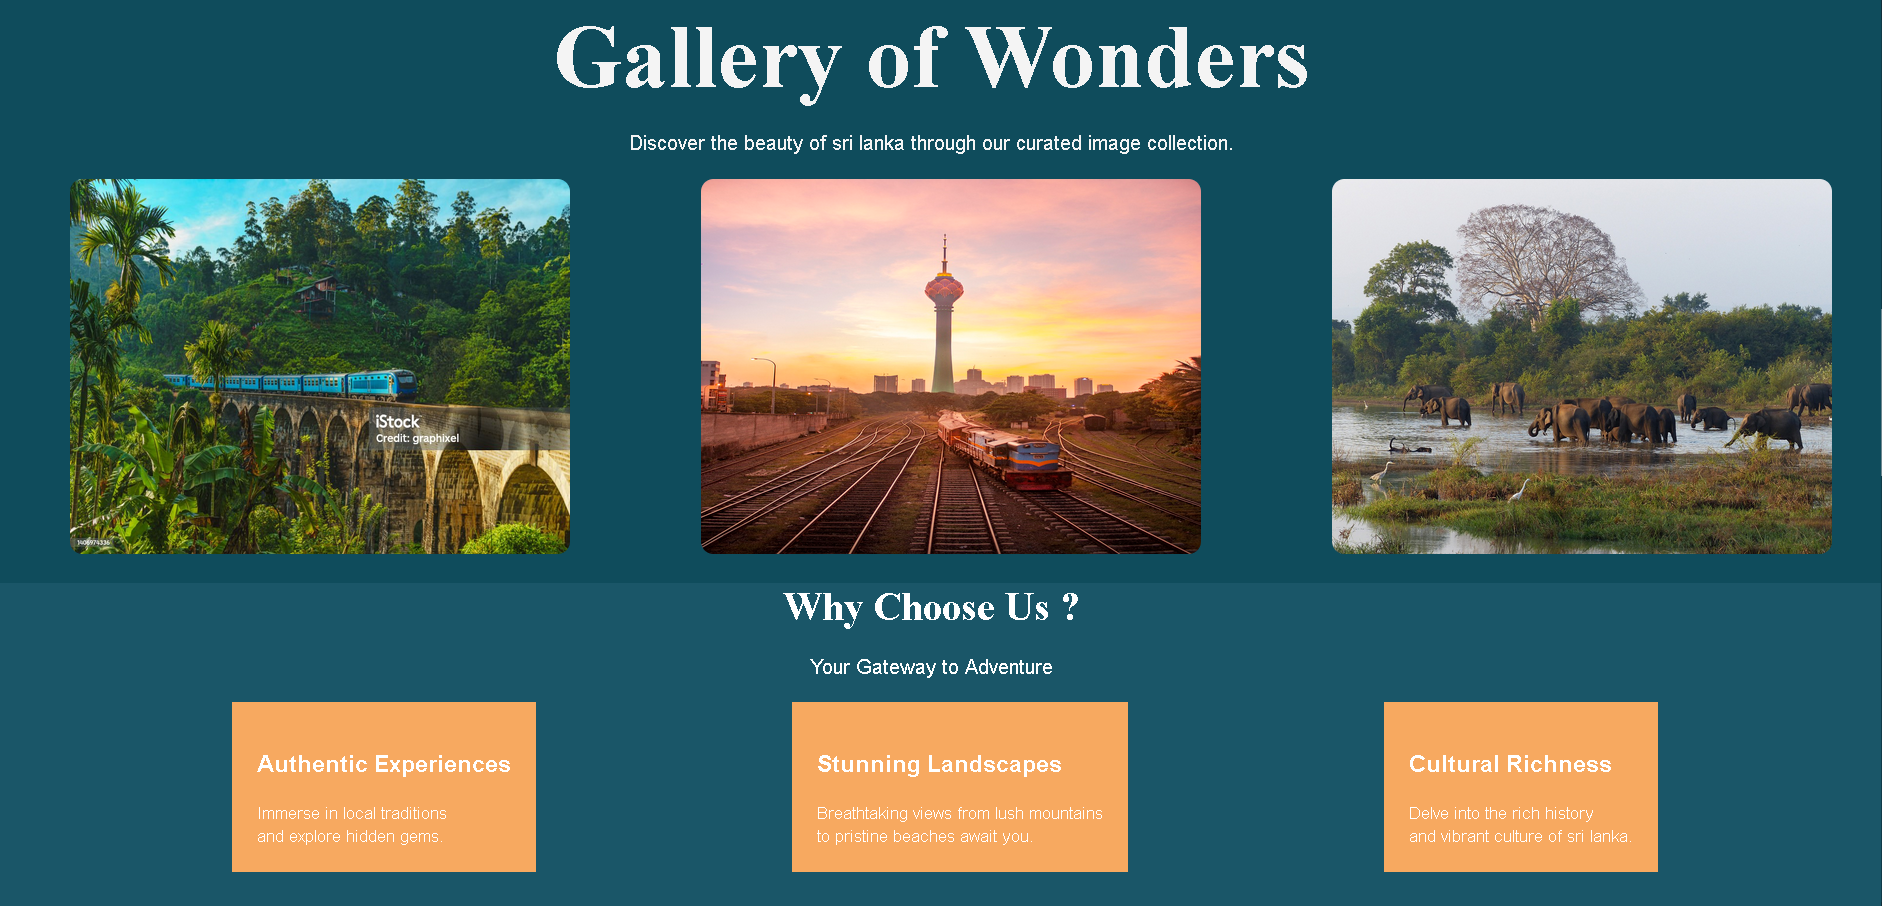 Gallery of Wonders
Discover the beauty of sri lanka through our curated image collection.
iStock
Credit: graphixel
1406974336
Why Choose Us ?
Your Gateway to Adventure
Authentic Experiences
Immerse in local traditions
and explore hidden gems.
Stunning Landscapes
Breathtaking views from lush mountains
to pristine beaches await you.
Cultural Richness
Delve into the rich history
and vibrant culture of sri lanka.